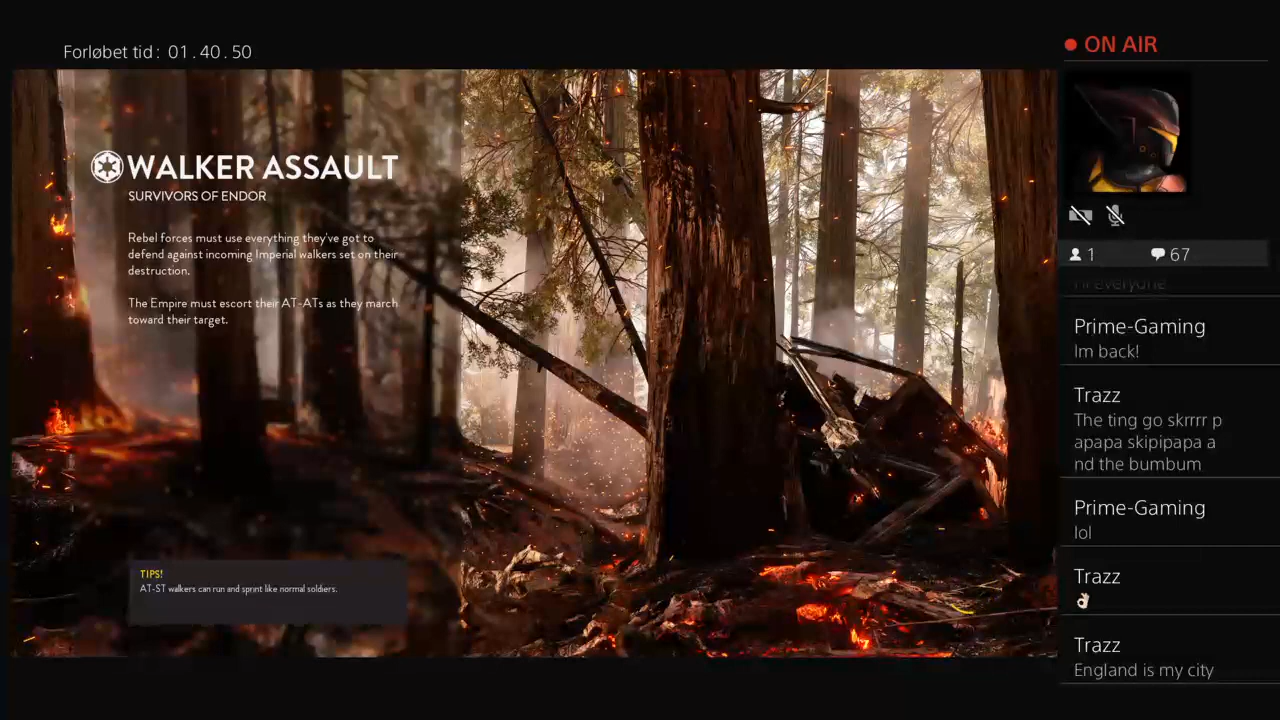 Forløbet tid: 01.40.50
ON AIR
WALKER ASSAULT
SURVIVORS OF ENDOR
Rebel forces must use everything they've got to
defend against incoming Imperial walkers set on their
destruction.
The Empire must escort their AT-ATs as they march
toward their target.
TIPS!
AT-ST walkers can run and sprint like normal soldiers.
1
67
everyone
Prime-Gaming
Im back!
Trazz
The ting go skrrrr p
apapa skipipapa a
nd the bumbum
Prime-Gaming
lol
Trazz
👌
Trazz
England is my city